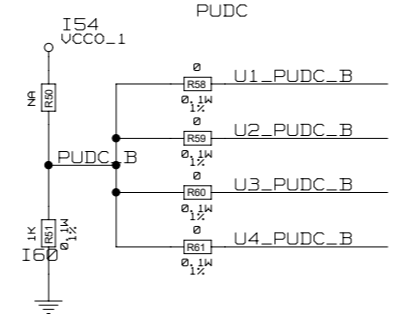 PUDC
I54
VCCO_1
NA
R50
0
R58
U1_PUDC_B
0.1W
1%
0
R59
U2_PUDC_B
0.1W
1%
PUDC_B
0
R60
U3_PUDC_B
0.1W
1%
1K
R51
0.1W
1%
I60
0
R61
U4_PUDC_B
0.1W
1%